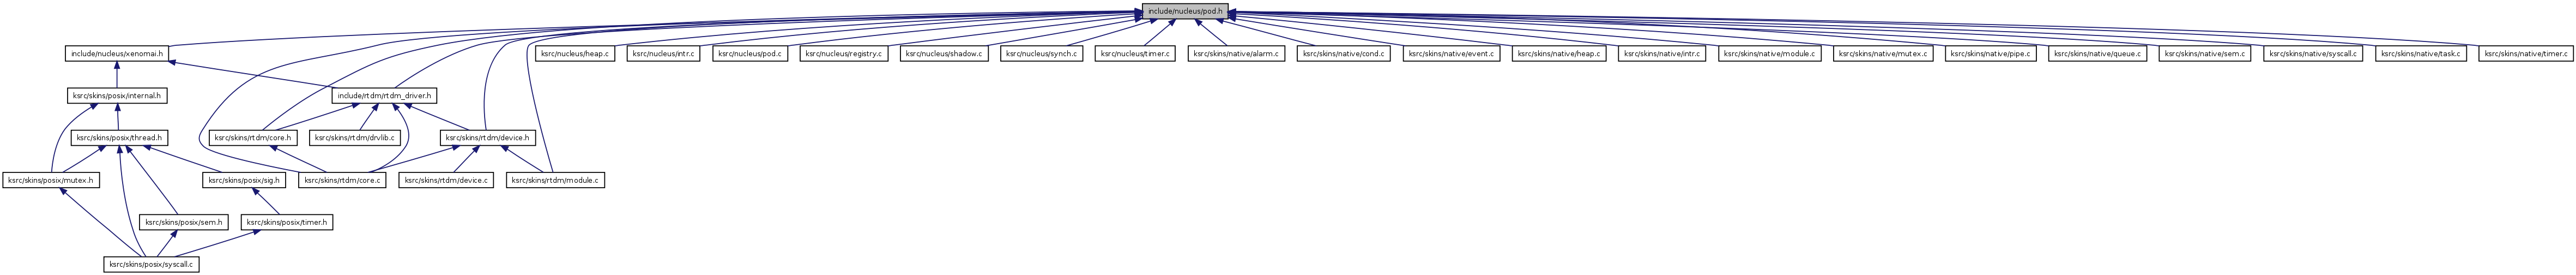 include/nucleus/pod.h
include/nucleus/xenomai.h
ksrc/nucleus/heap.c
ksrc/nucleus/intr.c
ksrc/nucleus/pod.c
ksrc/nucleus/registry.c
ksrc/nucleus/shadow.c
ksrc/nucleus/synch.c
ksrc/nucleus/timer.c
ksrc/skins/native/alarm.c
ksrc/skins/native/cond.c
ksrc/skins/native/event.c
ksrc/skins/native/heap.c
ksrc/skins/native/intr.c
ksrc/skins/native/module.c
ksrc/skins/native/mutex.c
ksrc/skins/native/pipe.c
ksrc/skins/native/queue.c
ksrc/skins/native/sem.c
ksrc/skins/native/syscall.c
ksrc/skins/native/task.c
ksrc/skins/native/timer.c
ksrc/skins/posix/internal.h
include/rtdm/rtdm_driver.h
ksrc/skins/posix/thread.h
ksrc/skins/rtdm/core.h
ksrc/skins/rtdm/drvlib.c
ksrc/skins/rtdm/device.h
ksrc/skins/posix/mutex.h
ksrc/skins/posix/sig.h
ksrc/skins/rtdm/core.c
ksrc/skins/rtdm/device.c
ksrc/skins/rtdm/module.c
ksrc/skins/posix/sem.h
ksrc/skins/posix/timer.h
ksrc/skins/posix/syscall.c